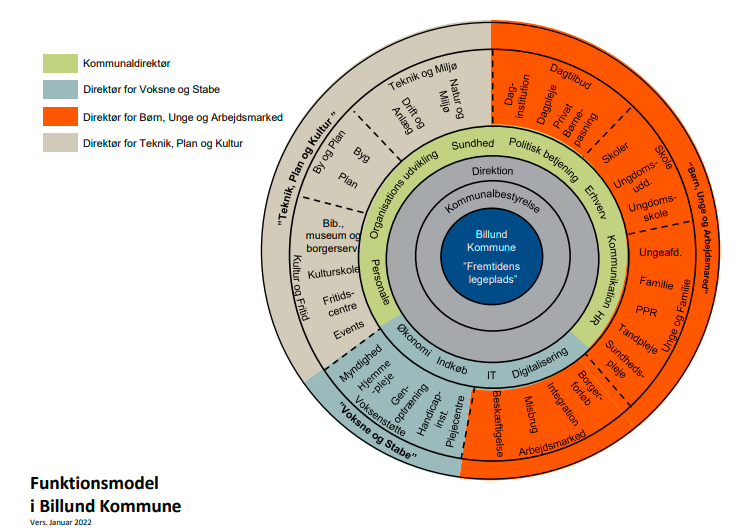 Kommunaldirektør
Direktør for Voksne og Stabe
Direktør for Børn, Unge og Arbejdsmarked
Direktør for Teknik, Plan og Kultur
"Teknik, Plan og Kultur"
Teknik og Miljø
Drift og
Anlæg
Natur og
Miljø
By og Plan
Byg
Plan
Kultur og Fritid
Bib.,
museum og
borgerserv.
Kulturskole
Fritids-
centre
Events
"Børn, Unge og Arbejdsmared"
Dagtilbud
Dag-
institution
Dagpleje
Privat
Børne-
pasning
Skole
Skoler
Ungdoms-
udd.
Ungdoms-
skole
Unge og Familie
Ungeafd.
Familie
PPR
Tandpleje
Sundheds-
pleje
Arbejdsmarked
Borger-
forløb
Integration
Misbrug
Beskæftigelse
"Voksne og Stabe"
Voksenstøtte
Myndighed
Hjemme-
-pleje
Gen-
optræning
Handicap-
inst.
Plejecentre
Personale
Organisations udvikling
Sundhed
Politisk betjening
Erhverv
Kommunikation
HR
Økonomi
Indkøb
IT
Digitalisering
Direktion
Kommunalbestyrelse
Billund
Kommune
"Fremtidens
legeplads"
Funktionsmodel
i Billund Kommune
Vers. Januar 2022